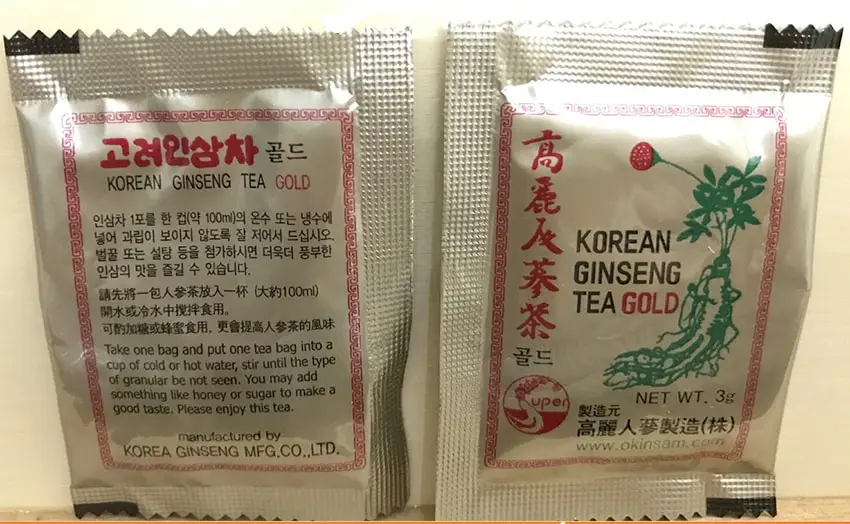 고려인삼차 골드
KOREAN GINSENG TEA GOLD
인삼차 1포를 한 컵(약 100ml)의 온수 또는 냉수에
넣어 과립이 보이지 않도록 잘 저어서 드십시오.
벌꿀 또는 설탕 등을 첨가하시면 더욱더 풍부한
인삼의 맛을 즐길 수 있습니다.
請先將一包人參茶放入一杯 (大約100ml)
開水或冷水中搅拌食用。
可酌加糖或蜂蜜食用, 更會提高人參茶的風味
Take one bag and put one tea bag into a
cup of cold or hot water, stir until the type
of granular be not seen. You may add
something like honey or sugar to make a
good taste. Please enjoy this tea.
manufactured by
KOREA GINSENG MFG.CO.,LTD.
高麗人蔘茶
골드
KOREAN
GINSENG
TEA GOLD
NET WT. 3g
Super
製造元
高麗人蔘製造(株)
www.okinsam.com